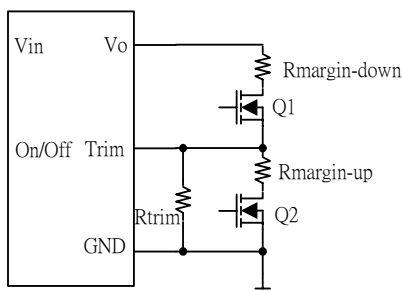 Vin Vo
Rmargin-down
Q1
On/Off Trim
Rmargin-up
Rtrim
Q2
GND